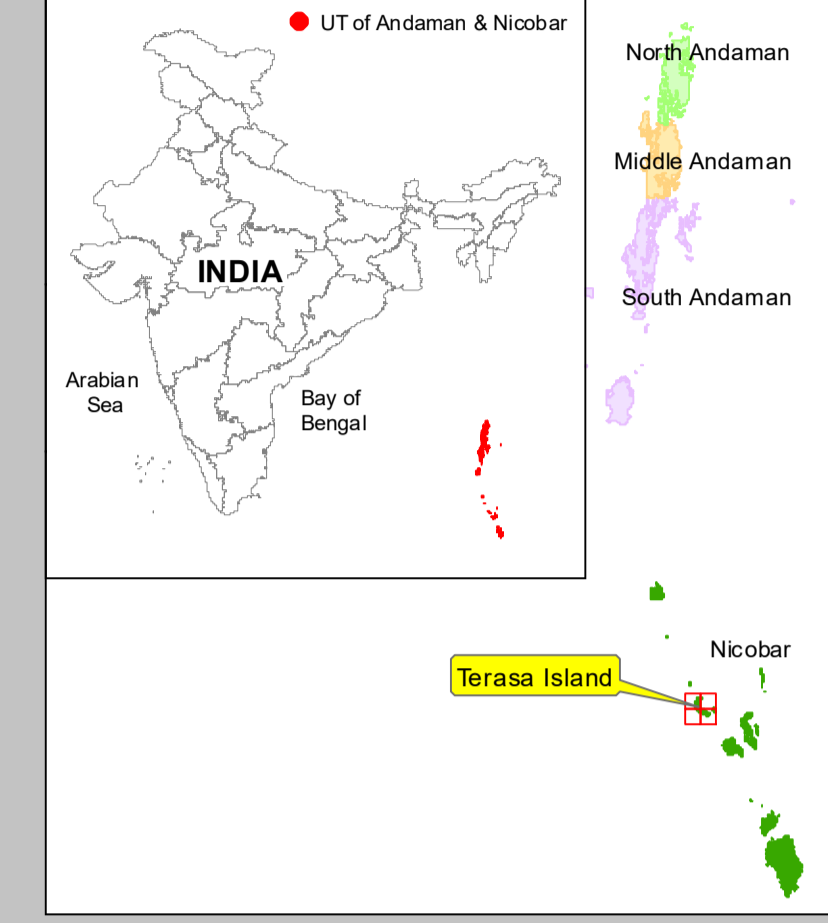 UT of Andaman & Nicobar
North Andaman
Middle Andaman
INDIA
South Andaman
Arabian
Sea
Bay of
Bengal
Nicobar
Terasa Island